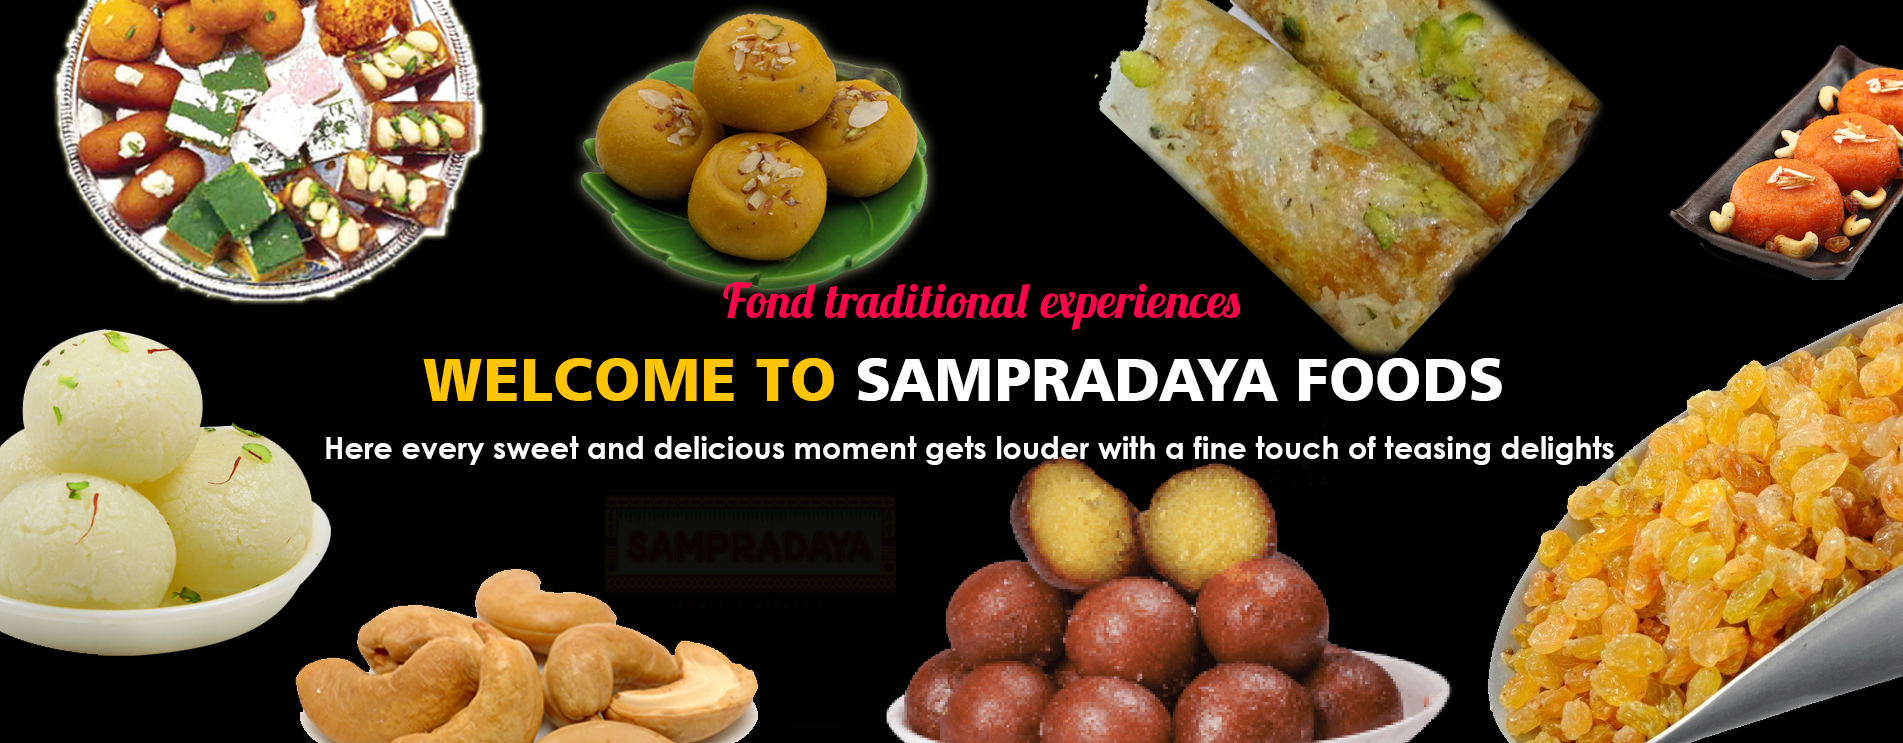 Fond traditional experiences
WELCOME TO SAMPRADAYA FOODS
Here every sweet and delicious moment gets louder with a fine touch of teasing delights
SAMPRADAYA